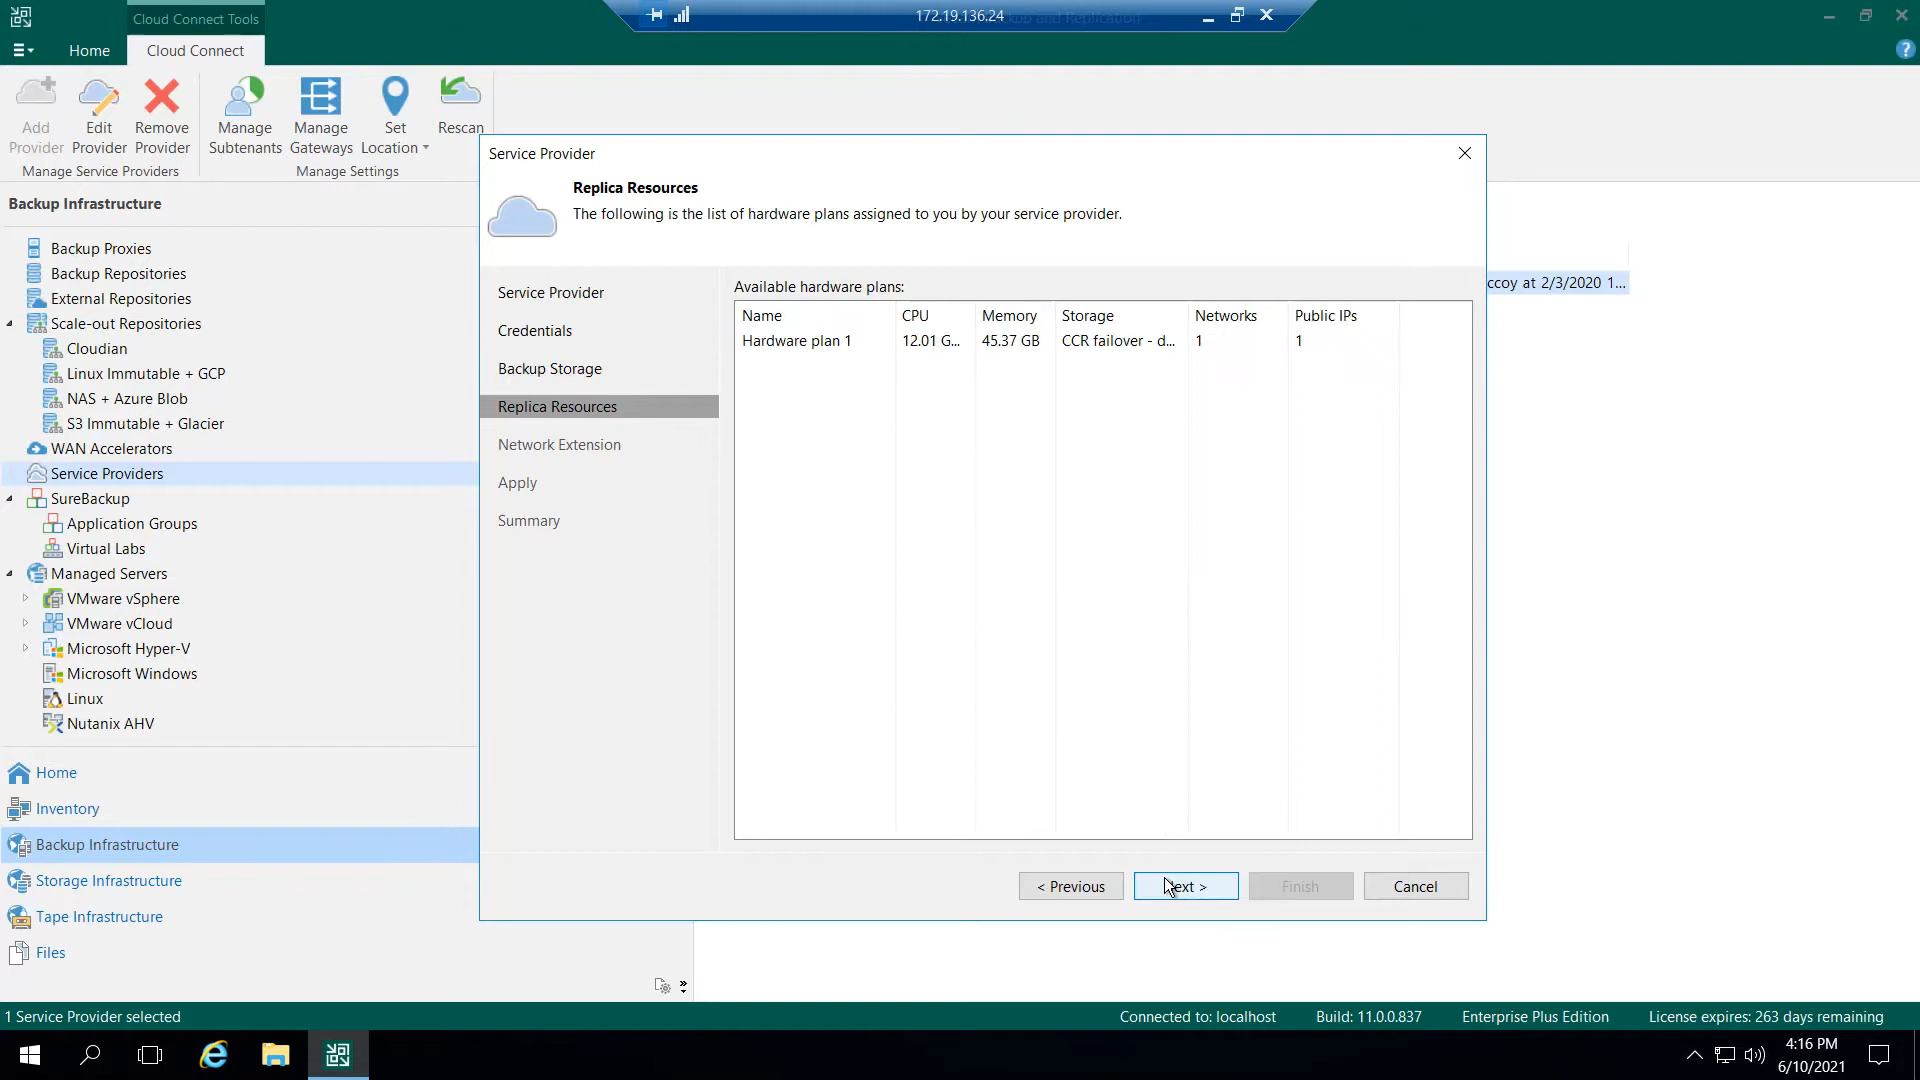 Cloud Connect Tools
172.19.136.24
kup and Replication
Home
Cloud Connect
Add Provider
Edit Provider
Remove Provider
Manage Subtenants
Manage Gateways
Set Location
Rescan
Manage Service Providers
Manage Settings
Backup Infrastructure
Backup Proxies
Backup Repositories
External Repositories
Scale-out Repositories
Cloudian
Linux Immutable + GCP
NAS + Azure Blob
S3 Immutable + Glacier
WAN Accelerators
Service Providers
SureBackup
Application Groups
Virtual Labs
Managed Servers
VMware vSphere
VMware vCloud
Microsoft Hyper-V
Microsoft Windows
Linux
Nutanix AHV
Home
Inventory
Backup Infrastructure
Storage Infrastructure
Tape Infrastructure
Files
Service Provider
Replica Resources
The following is the list of hardware plans assigned to you by your service provider.
Service Provider
Credentials
Backup Storage
Replica Resources
Network Extension
Apply
Summary
Available hardware plans:
Name CPU Memory Storage Networks Public IPs
Hardware plan 1 12.01 G... 45.37 GB CCR failover - d... 1 1
< Previous
ext >
Finish
Cancel
ccoy at 2/3/2020 1...
1 Service Provider selected
Connected to: localhost
Build: 11.0.0.837
Enterprise Plus Edition
License expires: 263 days remaining
4:16 PM
6/10/2021